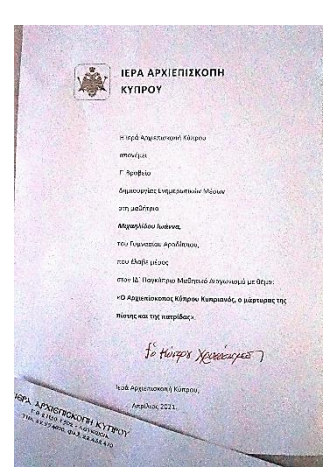 ΙΕΡΑ ΑΡΧΙΕΠΙΣΚΟΠΗ
ΚΥΠΡΟΥ
Η Ιερά Αρχιεπισκοπή Κύπρου
απονέμει
Γ' Βραβείο
Δημιουργίας Ενημερωτικών Μέσων
στη μαθήτρια
Μιχαηλίδου Ιωάννα,
του Γυμνασίου Αραδίππου,
που έλαβε μέρος
στον ΙΔ΄ Παγκύπριο Μαθητικό Διαγωνισμό με θέμα:
«Ο Αρχιεπίσκοπος Κύπρου Κυπριανός, ο μάρτυρας της
πίστης και της πατρίδας».
Ιερά Αρχιεπισκοπή Κύπρου,
Απρίλιος 2021.
ΙΕΡΑ ΑΡΧΙΕΠΙΣΚΟΠΗ ΚΥΠΡΟΥ